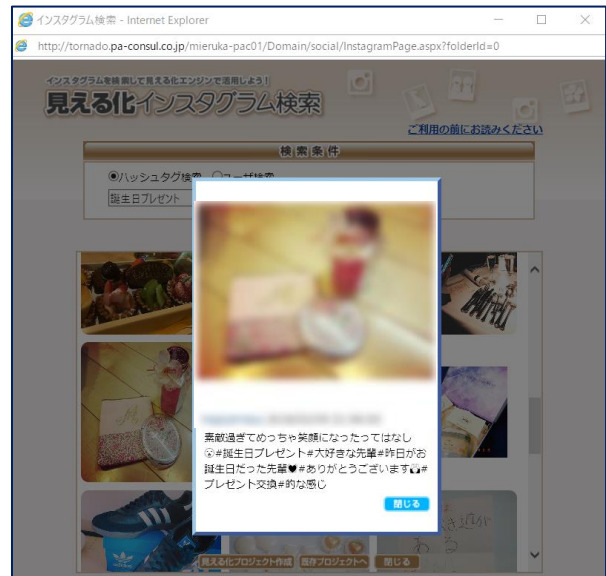 インスタグラム検索 - Internet Explorer
http://tornado.pa-consul.co.jp/mieruka-pac01/Domain/social/InstagramPage.aspx?folderId=0
インスタグラムを検索して見える化エンジンで活用しよう!
見える化インスタグラム検索
ご利用の前にお読みください
検索条件
ハッシュタグ検索 ユーザ検索
誕生日プレゼント
素敵過ぎてめっちゃ笑顔になったってはなし
#誕生日プレゼント#大好きな先輩#昨日がお
誕生日だった先輩♥#ありがとうございます#
プレゼント交換#的な感じ
閉じる
見える化プロジェクト作成 既存プロジェクトへ 閉じる